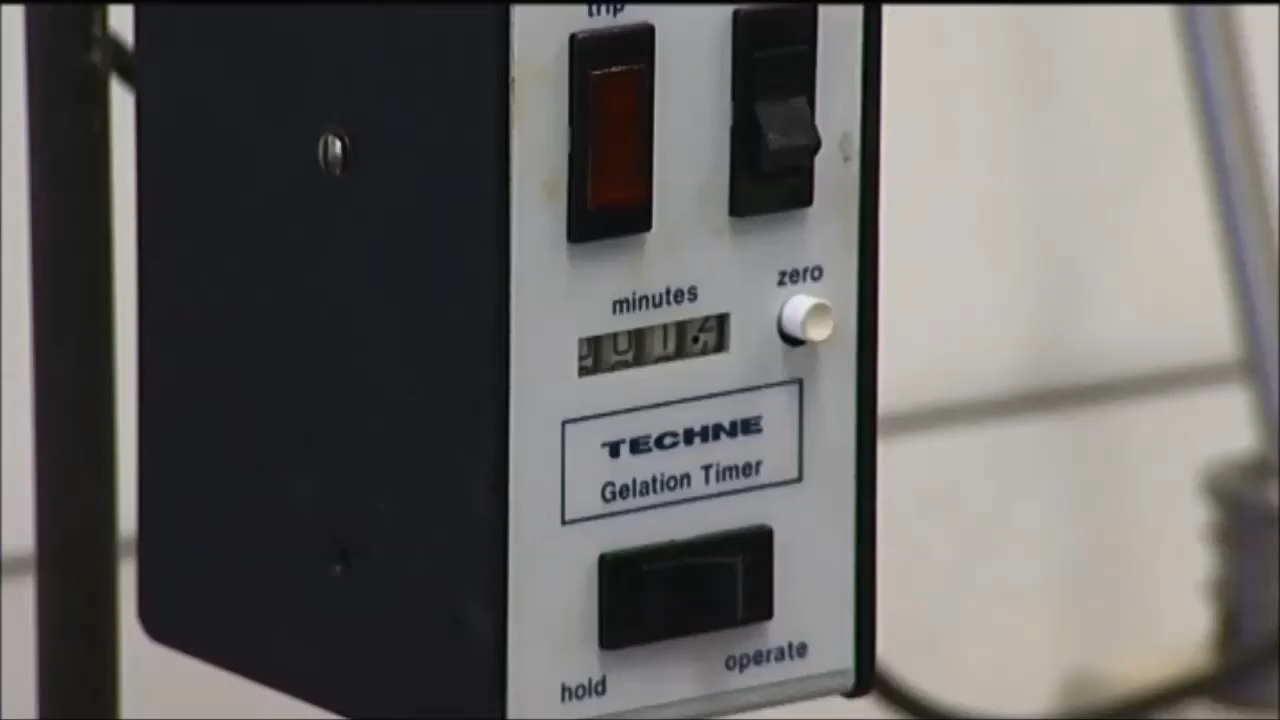 trip
zero
minutes
TECHNE
Gelation Timer
operate
hold